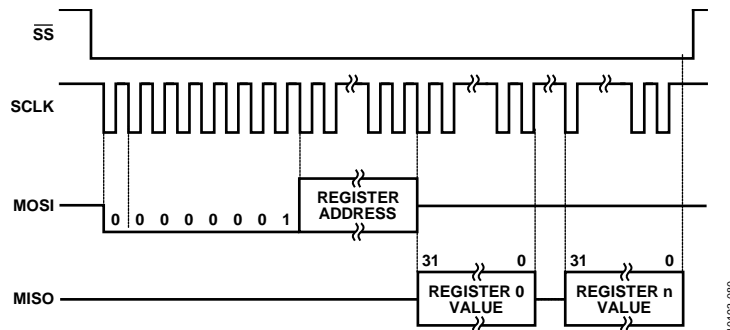 SS
SCLK
MOSI
0 0 0 0 0 0 0 1
REGISTER
ADDRESS
31 0
31 0
MISO
REGISTER 0
VALUE
REGISTER n
VALUE